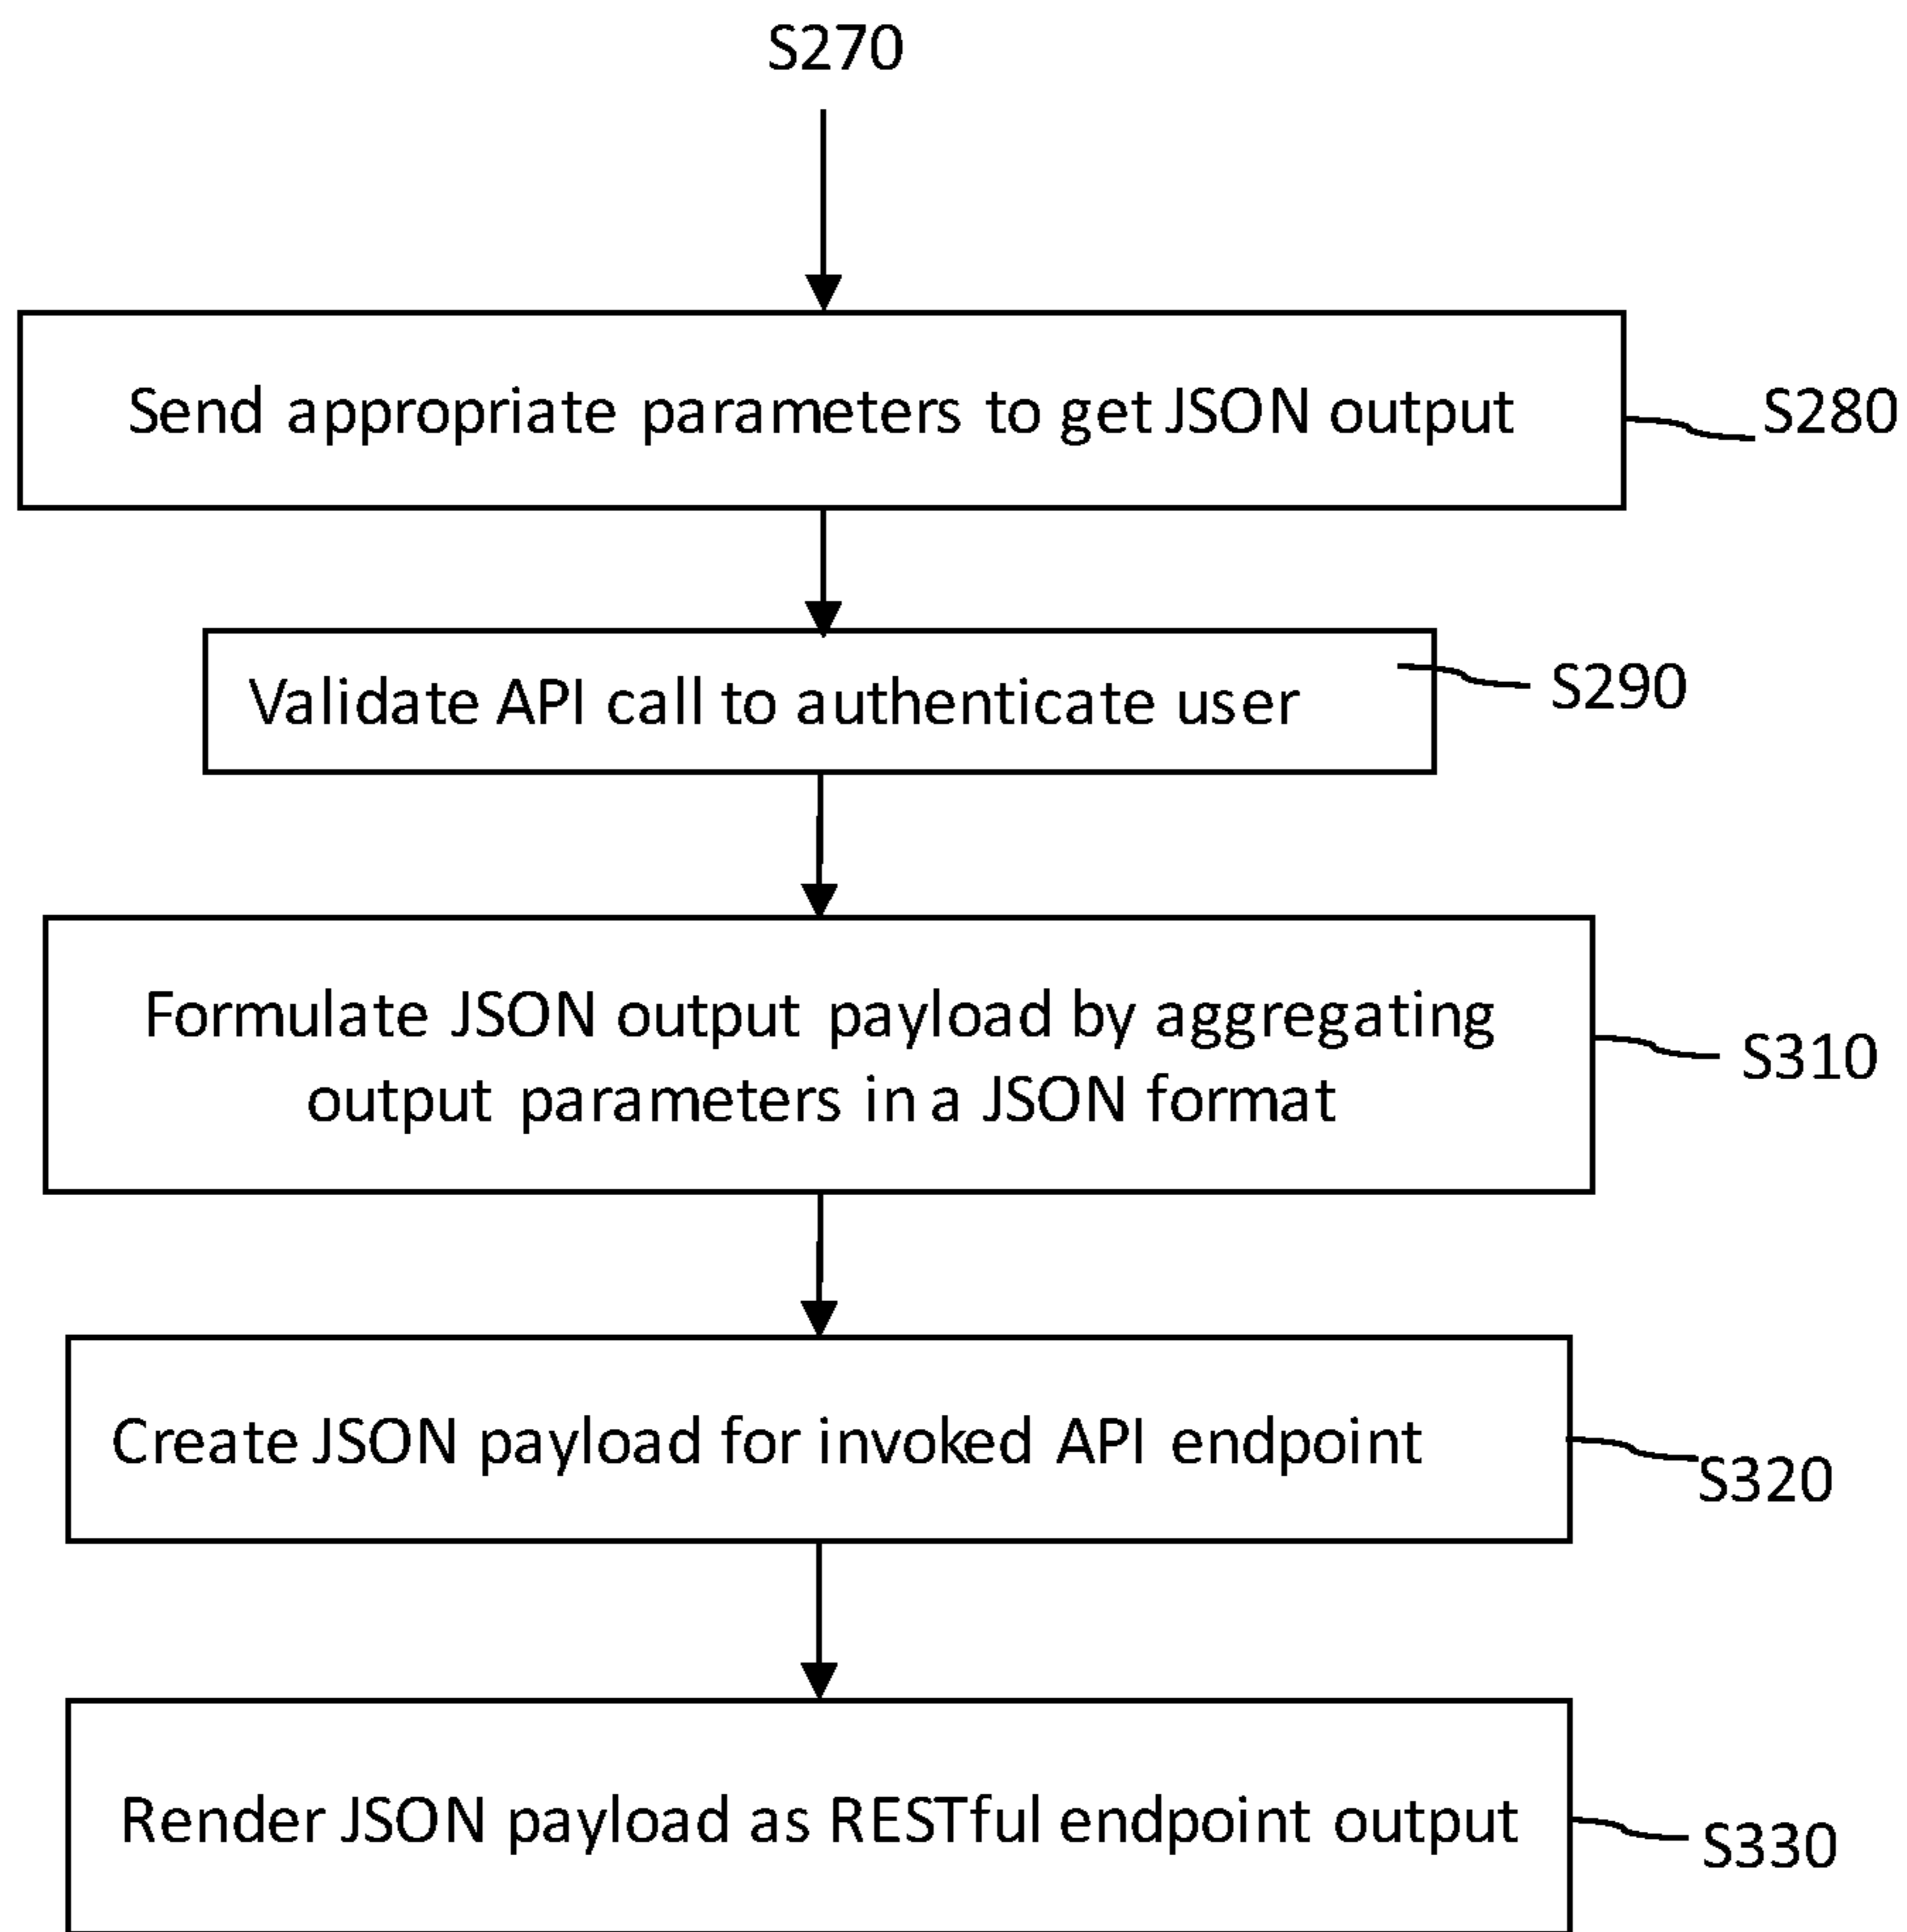 S270
Send appropriate parameters to get JSON output
S280
Validate API call to authenticate user
S290
Formulate JSON output payload by aggregating
output parameters in a JSON format
S310
Create JSON payload for invoked API endpoint
S320
Render JSON payload as RESTful endpoint output
S330